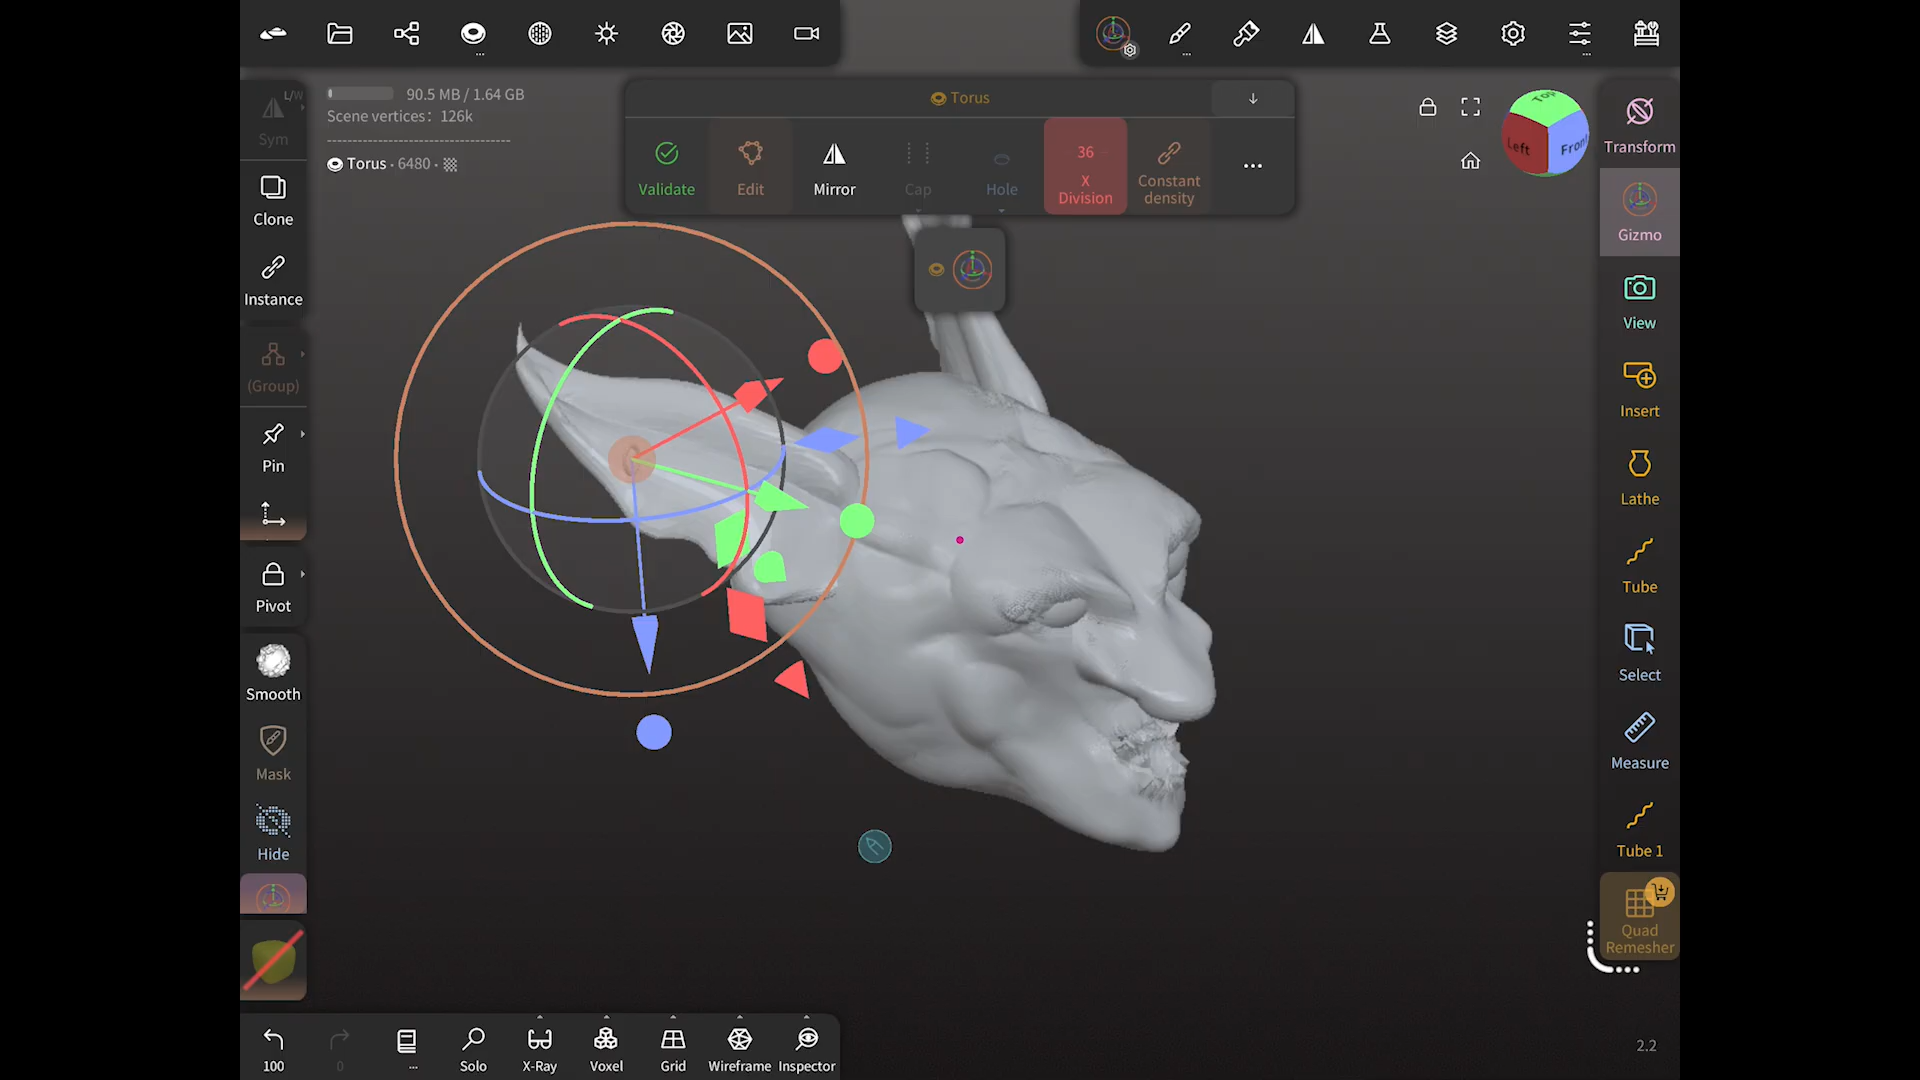 L/W
Sym
Clone
Instance
(Group)
Pin
Pivot
Smooth
Mask
Hide
90.5 MB / 1.64 GB
Scene vertices: 126k
Torus · 6480 ·
Torus
Validate
Edit
Mirror
Cap
Hole
36
X
Division
Constant
density
...
Top
Left
Front
Transform
Gizmo
View
Insert
Lathe
Tube
Select
Measure
Tube 1
Quad
Remesher
100
0
...
Solo
X-Ray
Voxel
Grid
Wireframe
Inspector
2.2